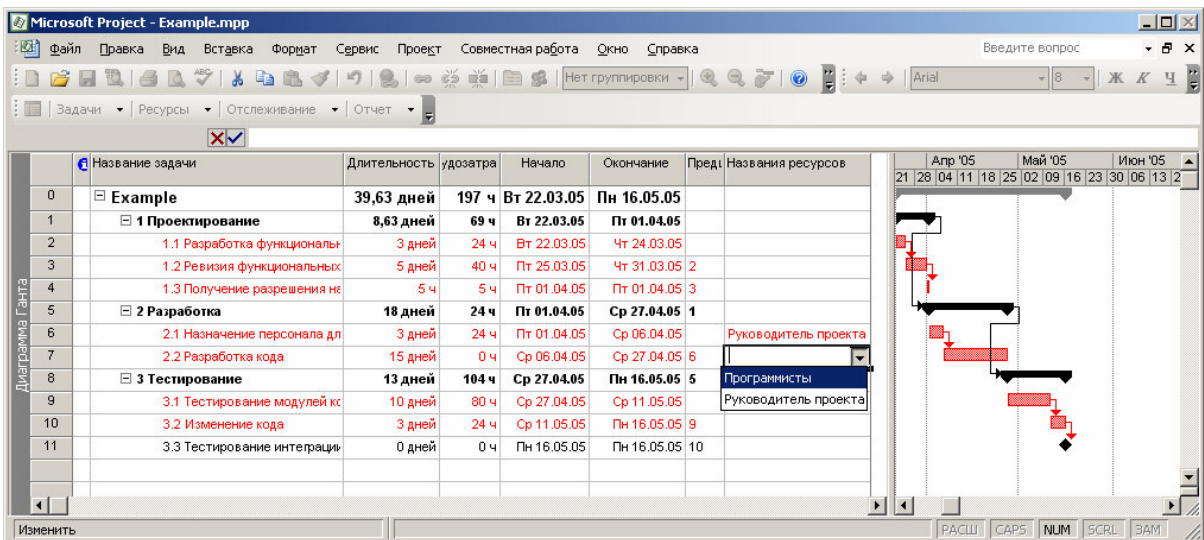 Microsoft Project - Example.mpp
Файл Правка Вид Вставка Формат Сервис Проект Совместная работа Окно Справка Введите вопрос
Нет группировки Arial 8 Ж К Ч
Задачи Ресурсы Отслеживание Отчет
Название задачи Длительность удозатра Начало Окончание Предц Названия ресурсов Апр '05 Май '05 Июн '05
21 28 04 11 18 25 02 09 16 23 30 06 13 2
0 Example 39,63 дней 197 ч Вт 22.03.05 Пн 16.05.05
1 1 Проектирование 8,63 дней 69 ч Вт 22.03.05 Пт 01.04.05
2 1.1 Разработка функциональн 3 дней 24 ч Вт 22.03.05 Чт 24.03.05
3 1.2 Ревизия функциональных 5 дней 40 ч Пт 25.03.05 Чт 31.03.05 2
4 1.3 Получение разрешения на 5 ч 5 ч Пт 01.04.05 Пт 01.04.05 3
5 2 Разработка 18 дней 24 ч Пт 01.04.05 Ср 27.04.05 1
6 2.1 Назначение персонала дл 3 дней 24 ч Пт 01.04.05 Ср 06.04.05 Руководитель проекта
7 2.2 Разработка кода 15 дней 0 ч Ср 06.04.05 Ср 27.04.05 6
8 3 Тестирование 13 дней 104 ч Ср 27.04.05 Пн 16.05.05 5 Программисты
9 3.1 Тестирование модулей кс 10 дней 80 ч Ср 27.04.05 Ср 11.05.05 Руководитель проекта
10 3.2 Изменение кода 3 дней 24 ч Ср 11.05.05 Пн 16.05.05 9
11 3.3 Тестирование интеграции 0 дней 0 ч Пн 16.05.05 Пн 16.05.05 10
Диаграмма Ганта
Изменить РАСШ CAPS NUM SCRL ЗАМ